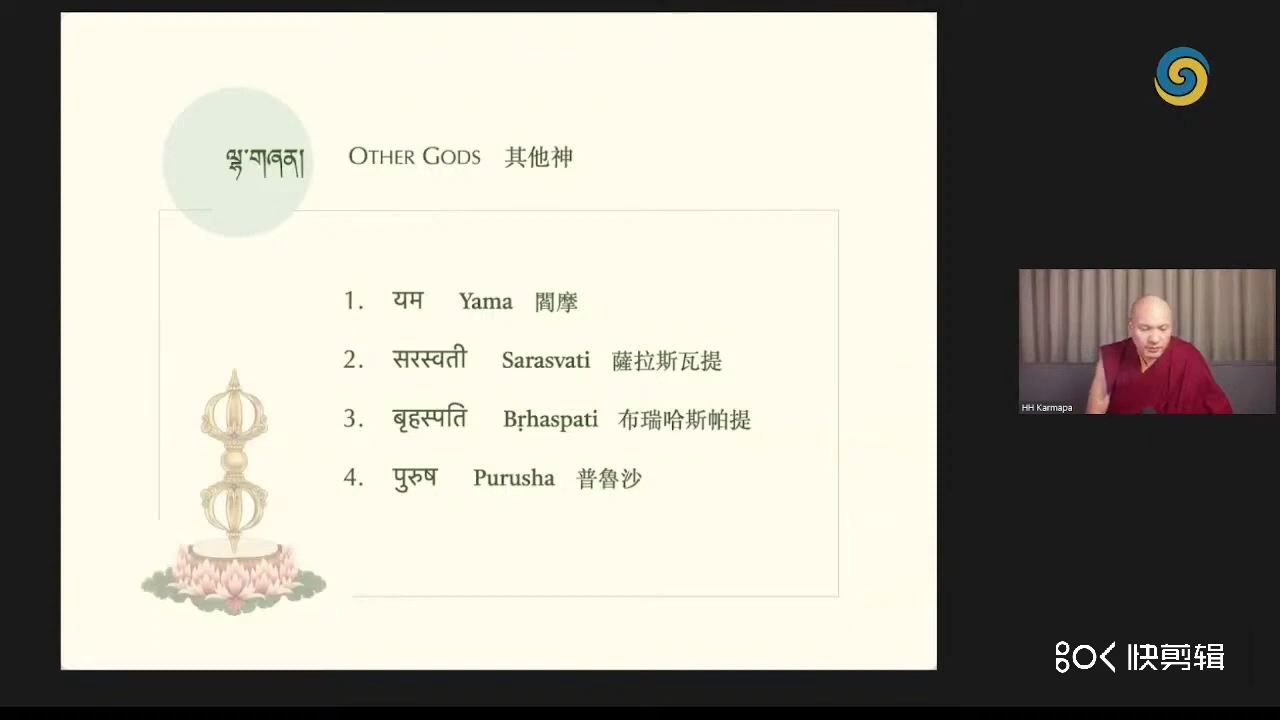 ལྷ་གཞན།  OTHER GODS  其他神
1. यम Yama 閻摩
2. सरस्वती Sarasvati 薩拉斯瓦提
3. बृहस्पति Bṛhaspati 布瑞哈斯帕提
4. पुरुष Purusha 普魯沙
HH Karmapa
快剪辑